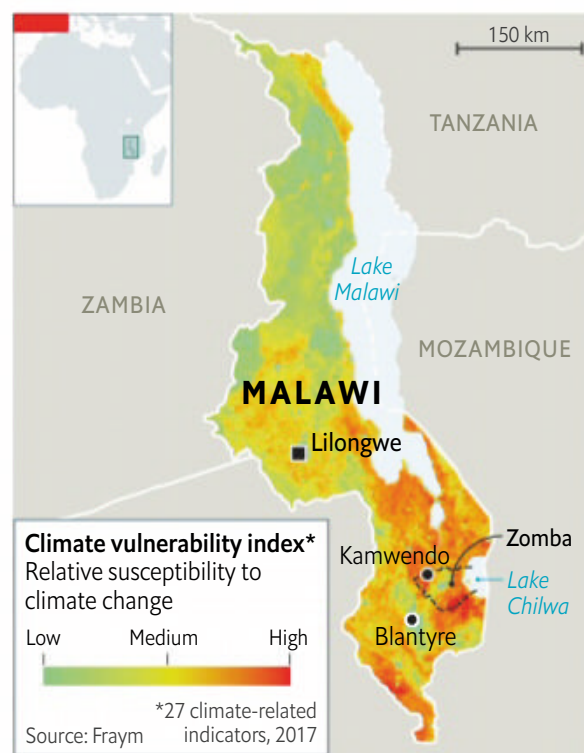 150 km
TANZANIA
Lake
Malawi
ZAMBIA
MOZAMBIQUE
MALAWI
Lilongwe
Climate vulnerability index*
Relative susceptibility to
climate change
Low Medium High
*27 climate-related
indicators, 2017
Source: Fraym
Zomba
Kamwendo
Lake
Chilwa
Blantyre